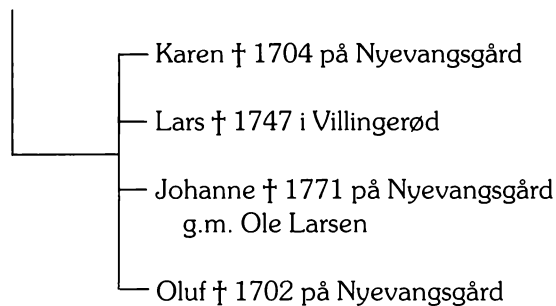 Karen † 1704 på Nyevangsgård
Lars † 1747 i Villingerød
Johanne † 1771 på Nyevangsgård
g.m. Ole Larsen
Oluf † 1702 på Nyevangsgård